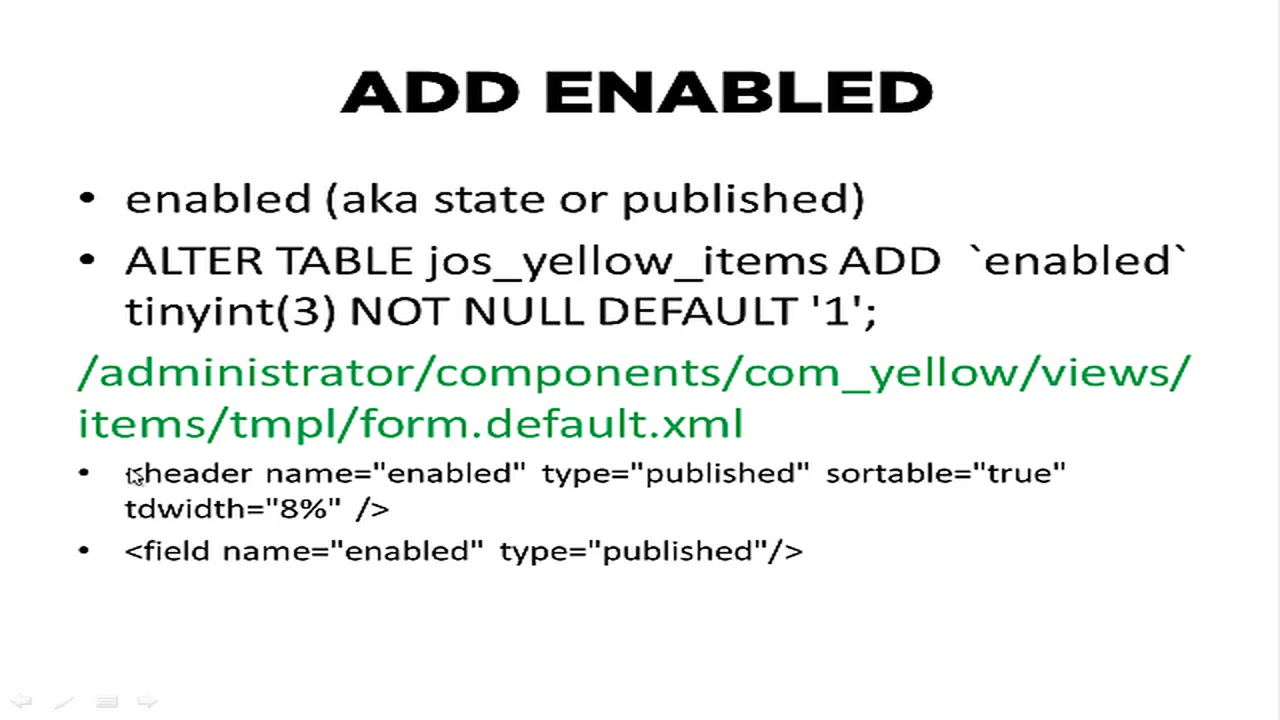 ADD ENABLED
• enabled (aka state or published)
• ALTER TABLE jos_yellow_items ADD `enabled`
tinyint(3) NOT NULL DEFAULT '1';
/administrator/components/com_yellow/views/
items/tmpl/form.default.xml
• <header name="enabled" type="published" sortable="true"
tdwidth="8%" />
• <field name="enabled" type="published"/>